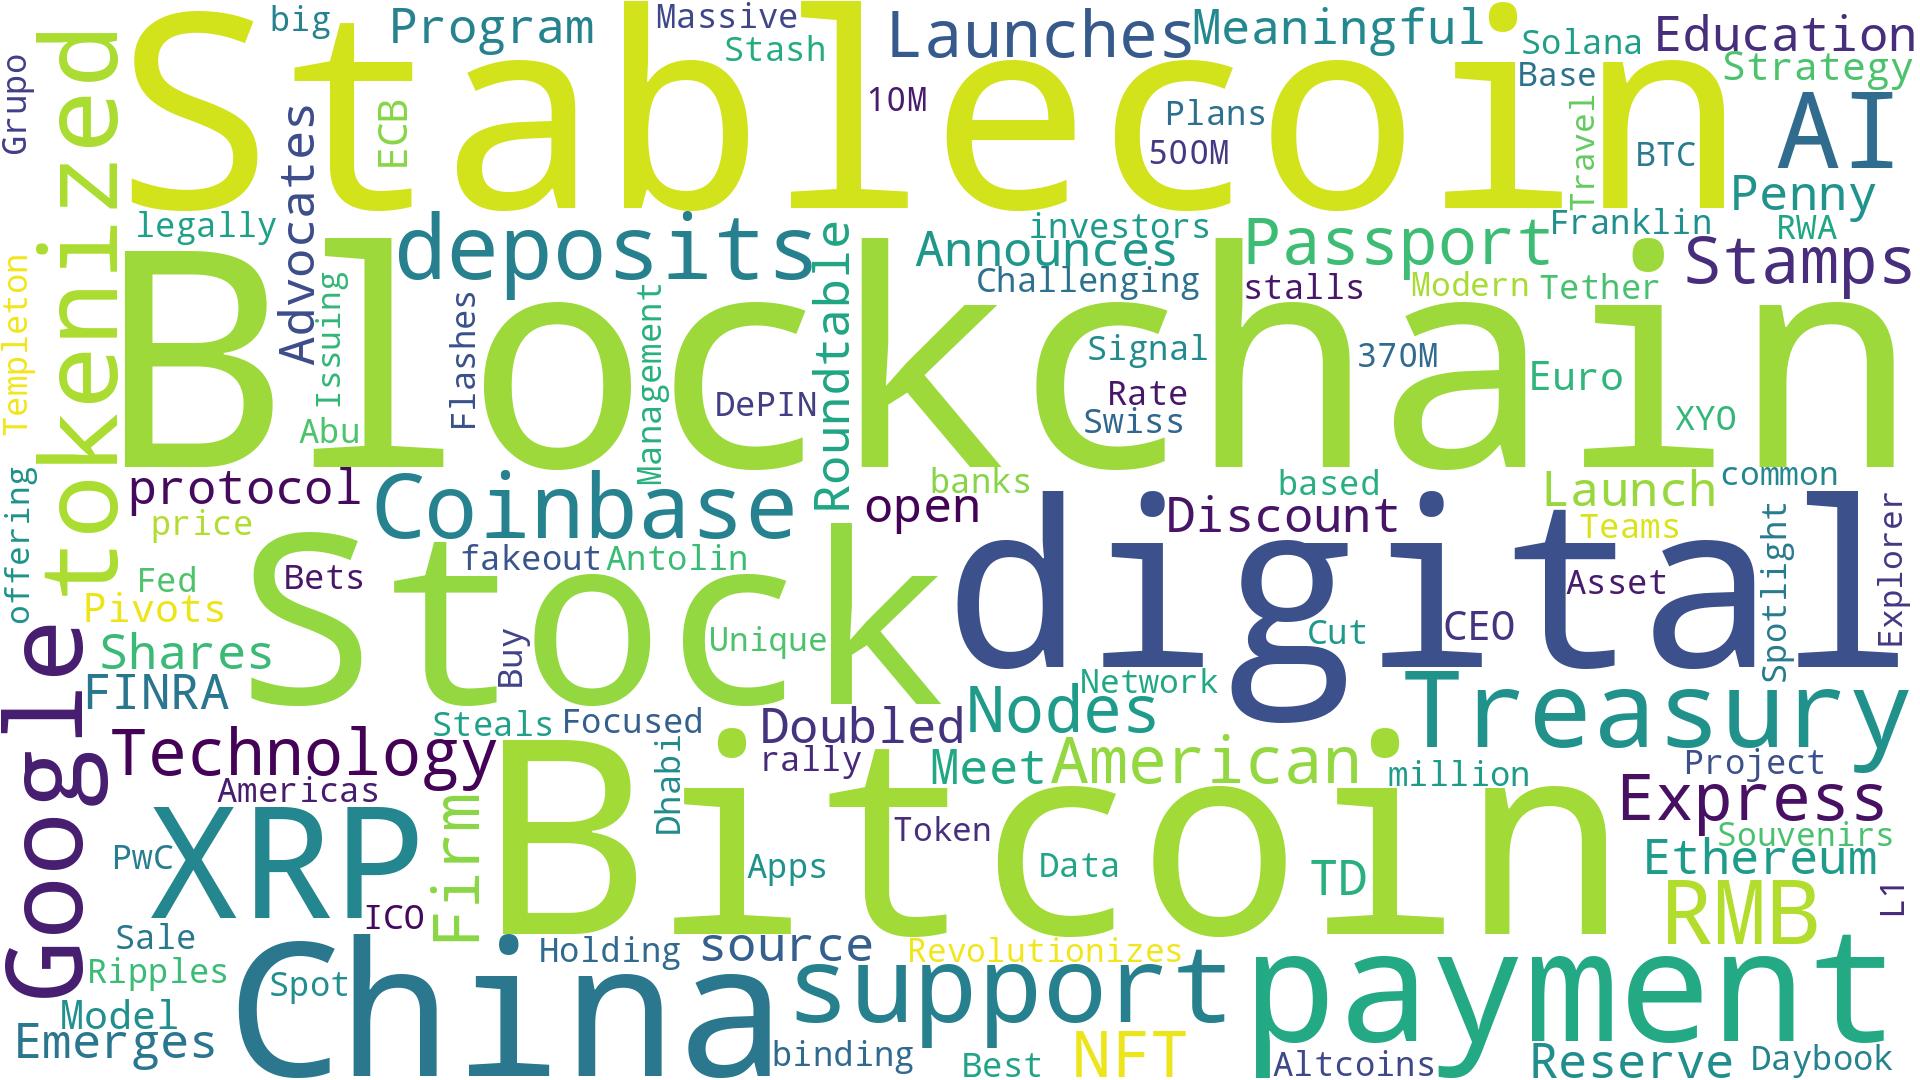 Stablecoin
Blockchain
Stock
digital
Bitcoin
China
payment
support
XRP
Google
tokenized
deposits
Coinbase
Treasury
AI
RMB
big
Program
Massive
Stash
Launches
Meaningful
Solana
Education
Base
Strategy
Grupo
Advocates
ECB
10M
Plans
500M
Travel
BTC
Penny
legally
investors
Announces
Challenging
Passport
Franklin
RWA
Stamps
stalls
Modern
Tether
Templeton
Issuing
Flashes
Management
Roundtable
DePIN
Signal
Rate
Swiss
370M
Euro
XYO
Abu
protocol
price
banks
open
based
Discount
Launch
common
Teams
offering
Fed
Bets
Pivots
fakeout
Antolin
Asset
Spotlight
Explorer
Shares
FINRA
Buy
Unique
Cut
CEO
Network
Nodes
Technology
Steals
Focused
Doubled
rally
Meet
American
million
Project
Americas
Express
Souvenirs
Ethereum
Firm
Dhabi
PwC
Apps
Token
Data
TD
L1
ICO
Sale
Ripples
Spot
Holding
source
Revolutionizes
Model
Emerges
binding
Best
NFT
Altcoins
Reserve
Daybook